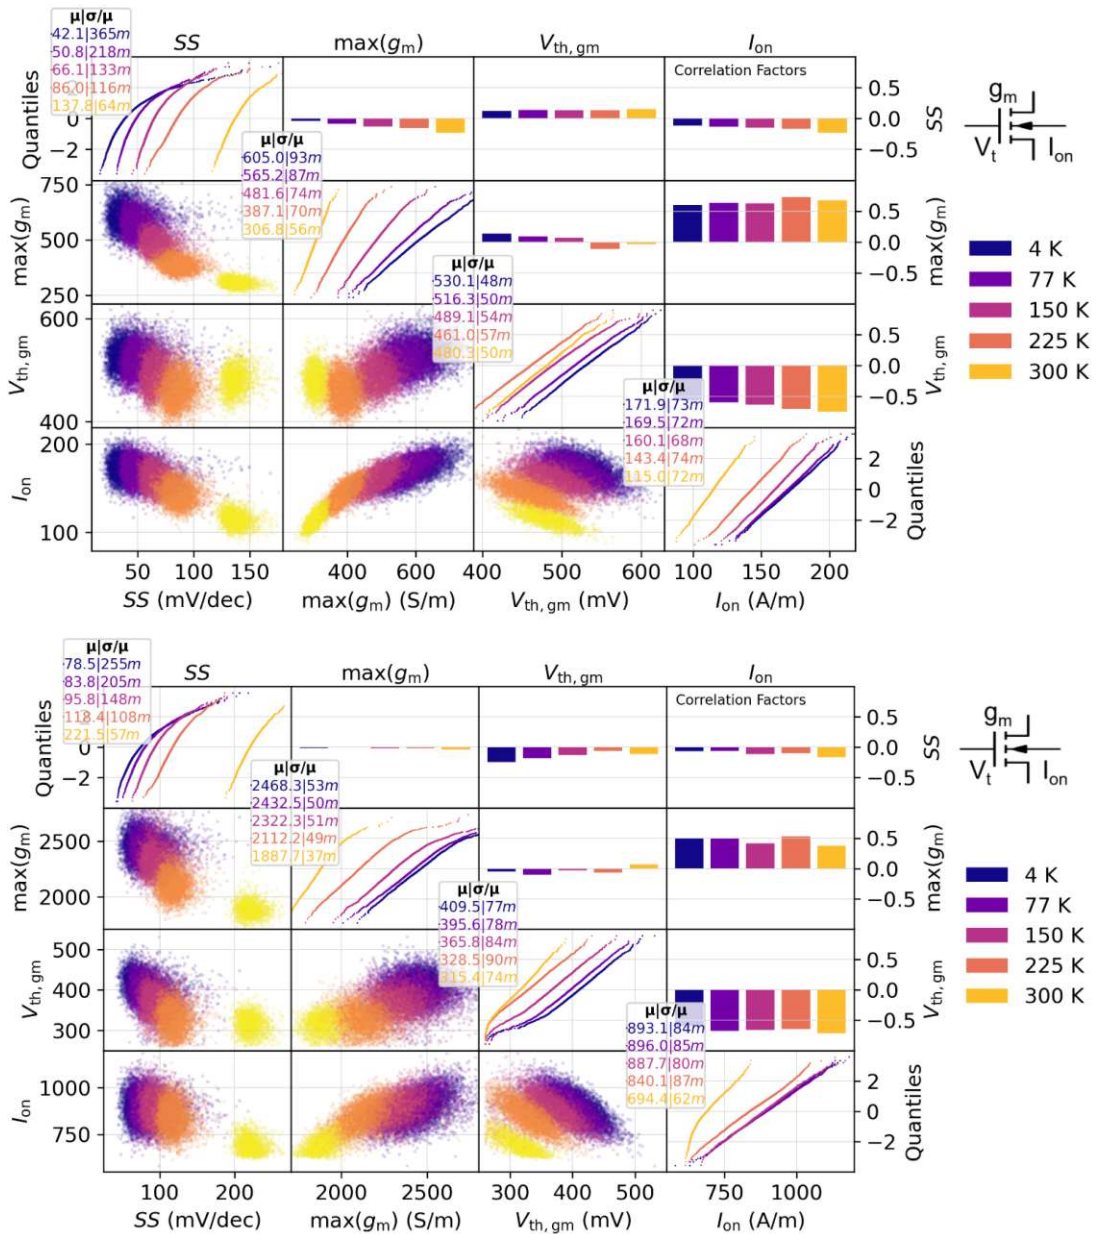 μ|σ/μ
42.1|365m
50.8|218m
66.1|133m
86.0|116m
137.8|64m
SS max(gm) Vth, gm Ion
Correlation Factors
Quantiles
0
−2
μ|σ/μ
605.0|93m
565.2|87m
481.6|74m
387.1|70m
306.8|56m
0.5
0.0
−0.5
SS
gm
Vt Ion
max(gm)
750
500
250
μ|σ/μ
530.1|48m
516.3|50m
489.1|54m
461.0|57m
480.3|50m
0.5
0.0
−0.5
max(gm)
4 K
77 K
150 K
225 K
300 K
Vth, gm
600
400
μ|σ/μ
171.9|73m
169.5|72m
160.1|68m
143.4|74m
115.0|72m
0.5
0.0
−0.5
Vth, gm
Ion
200
100
2
0
−2
Quantiles
50 100 150 400 600 400 500 600 100 150 200
SS (mV/dec) max(gm) (S/m) Vth, gm (mV) Ion (A/m)
μ|σ/μ
78.5|255m
83.8|205m
95.8|148m
118.4|108m
221.5|57m
SS max(gm) Vth, gm Ion
Correlation Factors
Quantiles
0
−2
μ|σ/μ
2468.3|53m
2432.5|50m
2322.3|51m
2112.2|49m
1887.7|37m
0.5
0.0
−0.5
SS
gm
Vt Ion
max(gm)
2500
2000
μ|σ/μ
409.5|77m
395.6|78m
365.8|84m
328.5|90m
315.4|74m
0.5
0.0
−0.5
max(gm)
4 K
77 K
150 K
225 K
300 K
Vth, gm
500
400
300
μ|σ/μ
893.1|84m
896.0|85m
887.7|80m
840.1|87m
694.4|62m
0.5
0.0
−0.5
Vth, gm
Ion
1000
750
2
0
−2
Quantiles
100 200 2000 2500 300 400 500 750 1000
SS (mV/dec) max(gm) (S/m) Vth, gm (mV) Ion (A/m)